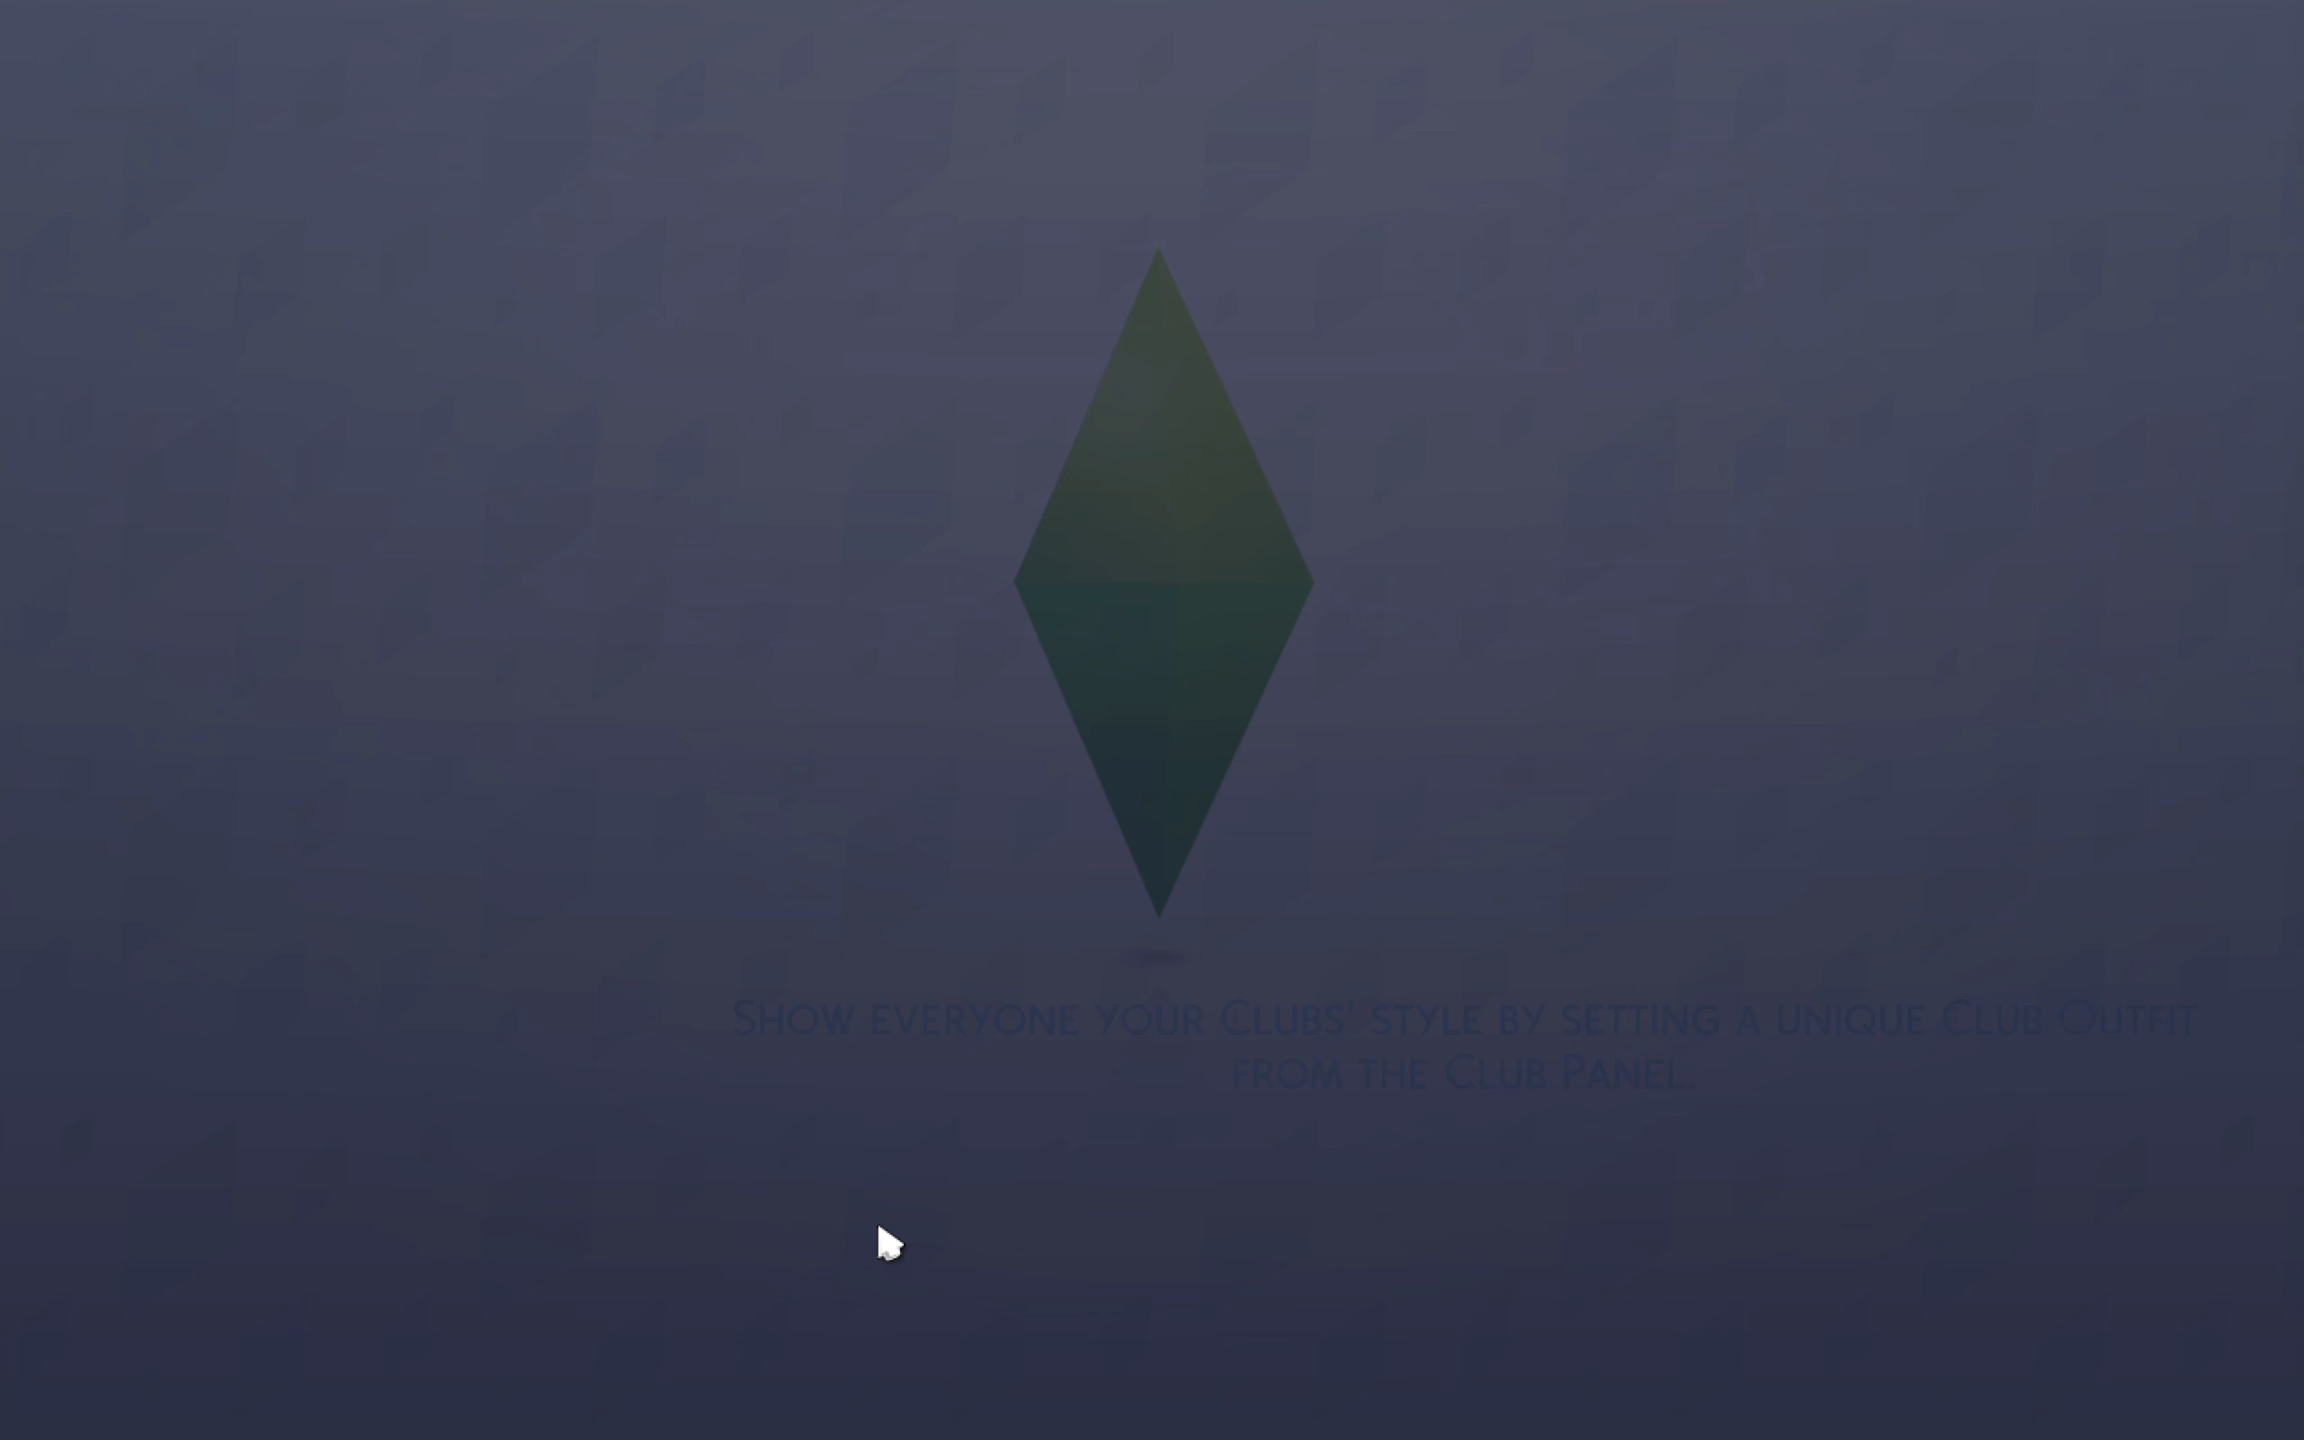 Show everyone your Clubs' style by setting a unique Club Outfit
from the Club Panel.